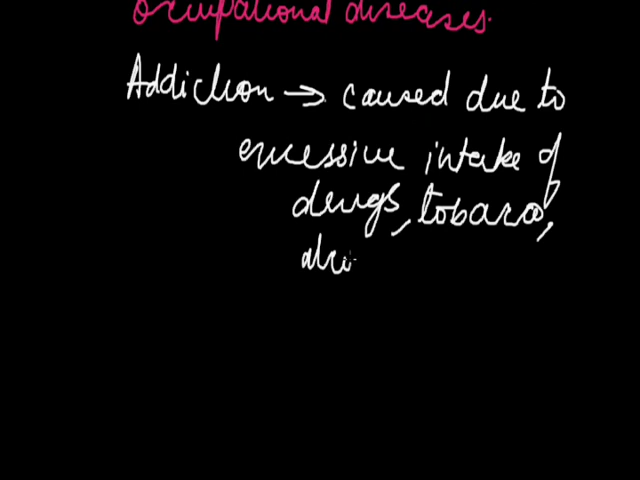 occupational diseases.
Addiction → caused due to
excessive intake of
drugs, tobacco,